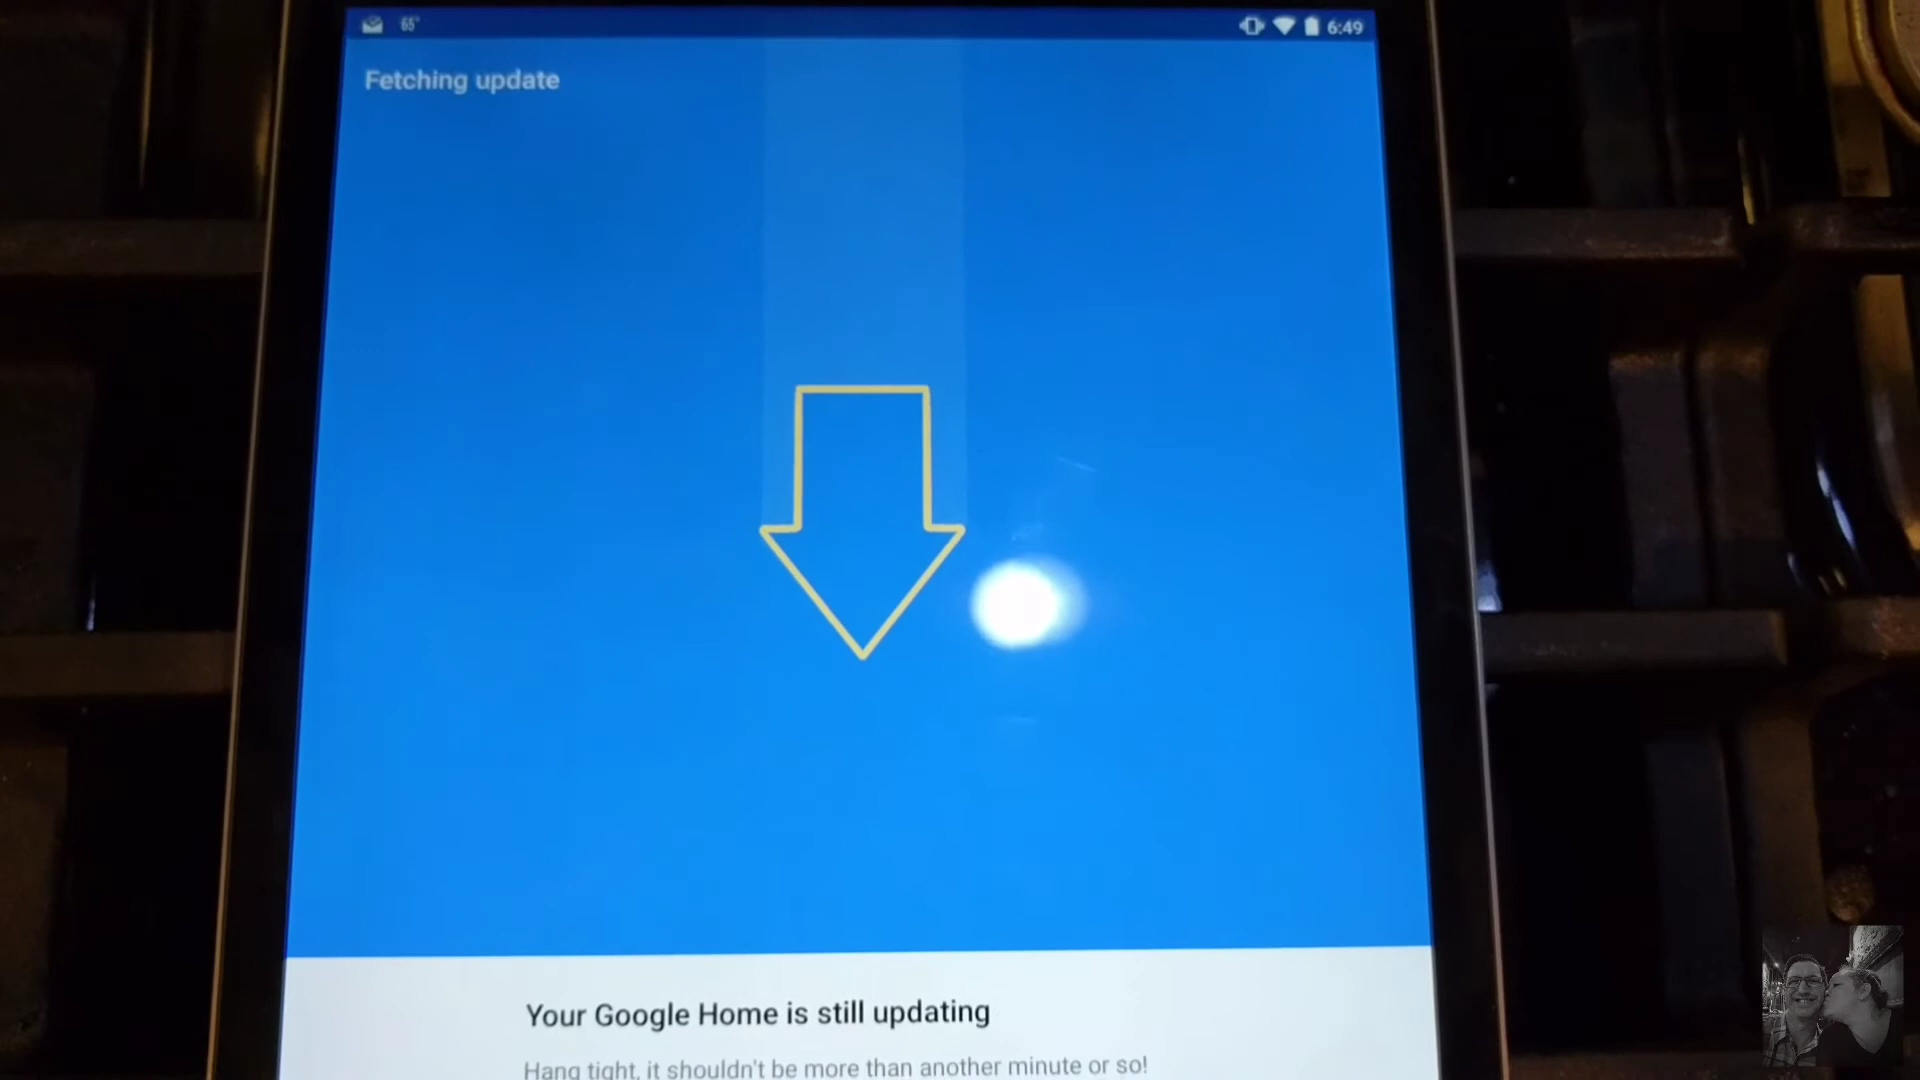 65°
6:49
Fetching update
Your Google Home is still updating
Hang tight, it shouldn't be more than another minute or so!